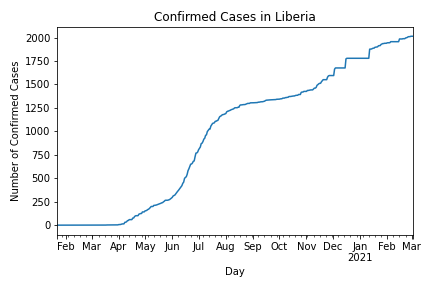 Confirmed Cases in Liberia
Number of Confirmed Cases
2000
1750
1500
1250
1000
750
500
250
0
Feb Mar Apr May Jun Jul Aug Sep Oct Nov Dec Jan Feb Mar
2021
Day